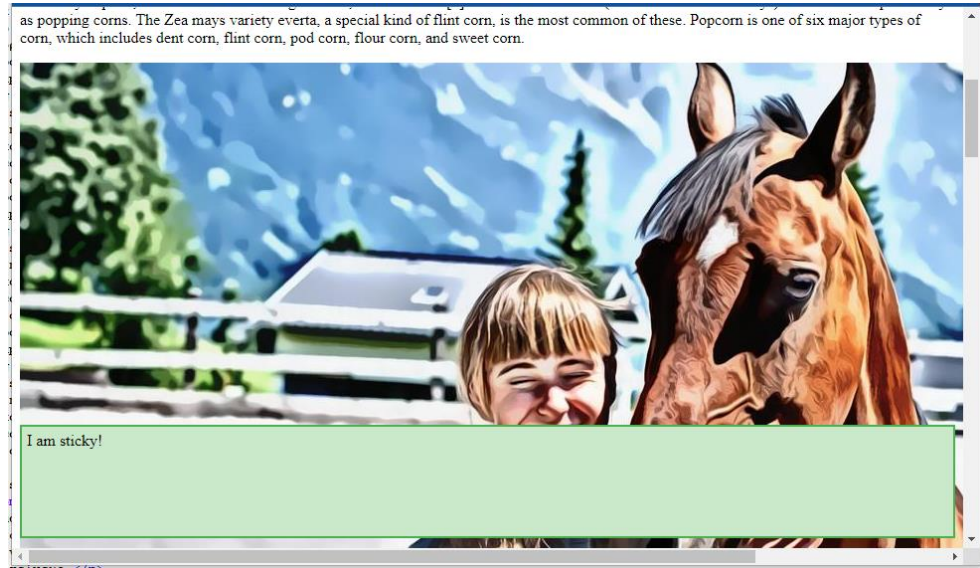 as popping corns. The Zea mays variety everta, a special kind of flint corn, is the most common of these. Popcorn is one of six major types of
corn, which includes dent corn, flint corn, pod corn, flour corn, and sweet corn.
I am sticky!